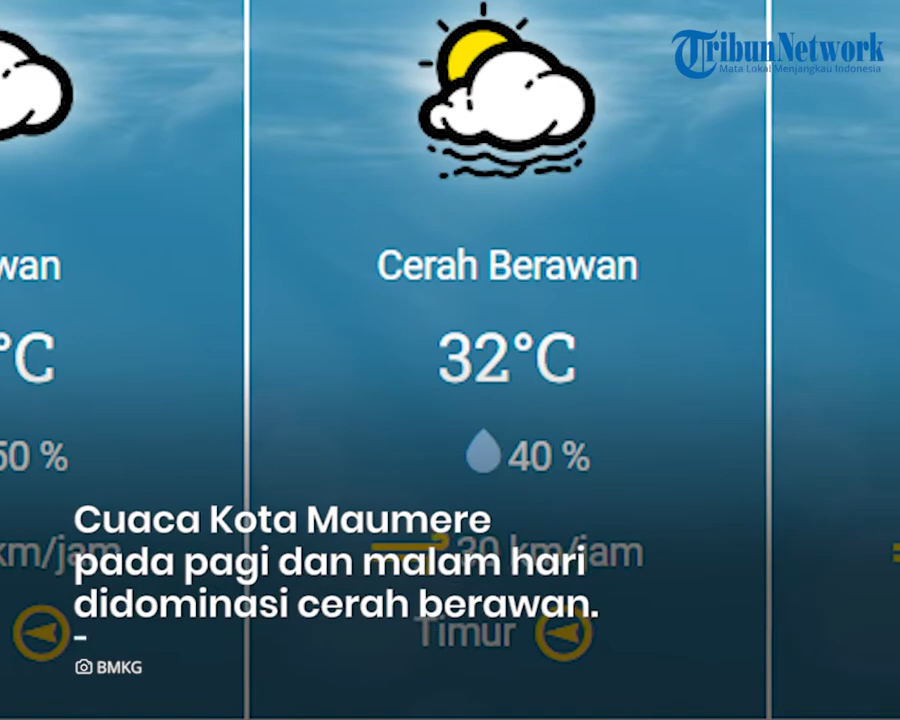 TribunNetwork
Mata Lokal Menjangkau Indonesia
wan
Cerah Berawan
°C
32°C
50 %
40 %
km/jam
30 km/jam
Timur
Cuaca Kota Maumere
pada pagi dan malam hari
didominasi cerah berawan.
–
BMKG